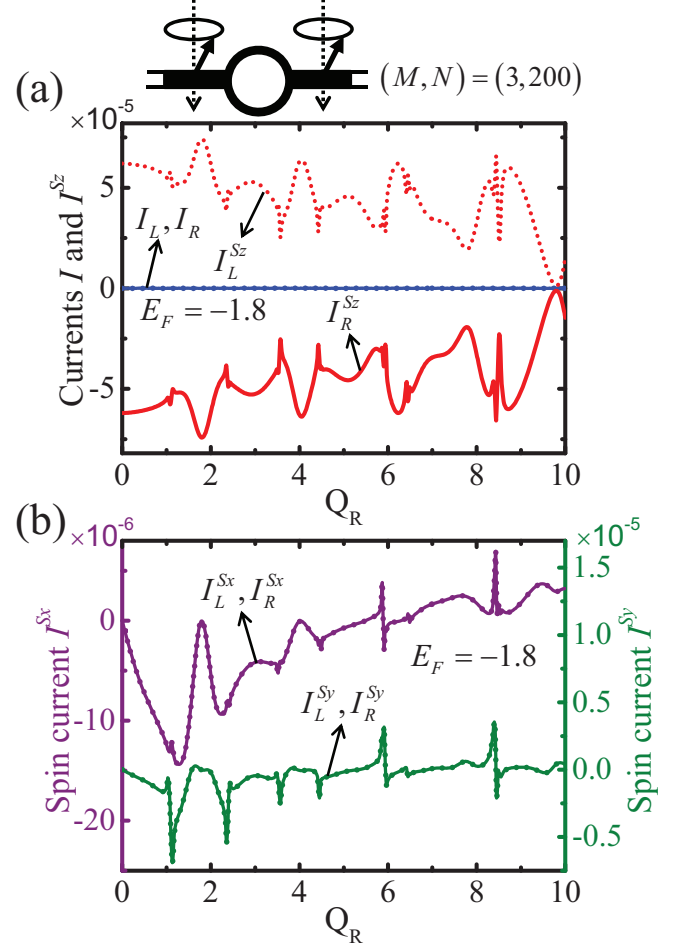 (M, N) = (3,200)
(a)
×10⁻⁵
5
0
−5
Currents I and I^{Sz}
I_L, I_R
I_L^{Sz}
E_F = −1.8
I_R^{Sz}
0 2 4 6 8 10
Q_R
(b)
×10⁻⁶
×10⁻⁵
0
−10
−20
Spin current I^{Sx}
I_L^{Sx}, I_R^{Sx}
E_F = −1.8
I_L^{Sy}, I_R^{Sy}
1.5
1.0
0.5
0.0
−0.5
Spin current I^{Sy}
0 2 4 6 8 10
Q_R